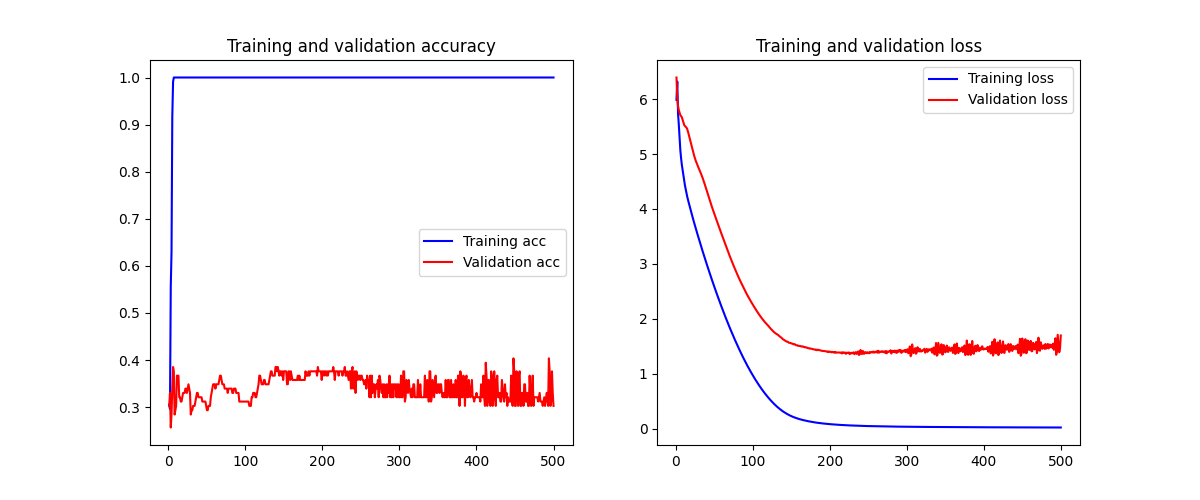 Training and validation accuracy
1.0
0.9
0.8
0.7
0.6
0.5
0.4
0.3
Training acc
Validation acc
0 100 200 300 400 500
Training and validation loss
6
5
4
3
2
1
0
Training loss
Validation loss
0 100 200 300 400 500